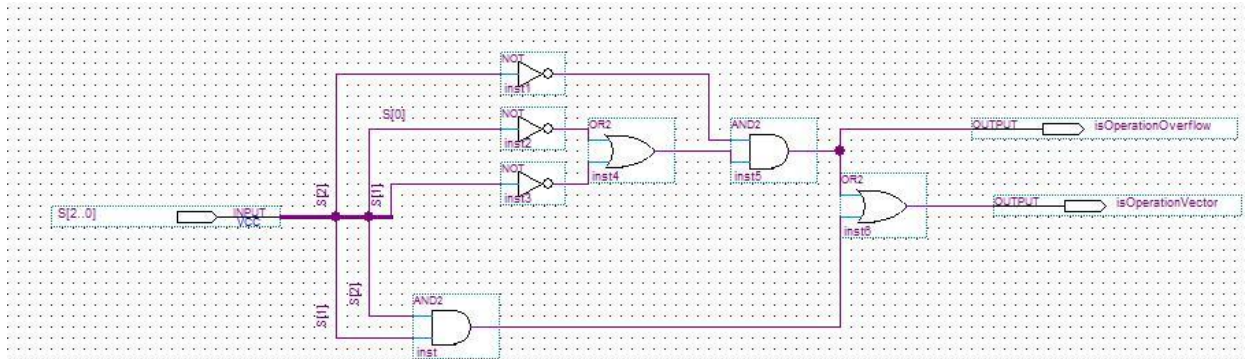 NOT
inst1
S[0]
NOT
inst2
OR2
inst4
AND2
inst5
OUTPUT
isOperationOverflow
NOT
inst3
S[2]
S[1]
S[2..0]
INPUT
VCC
OR2
inst6
OUTPUT
isOperationVector
S[1]
S[2]
AND2
inst